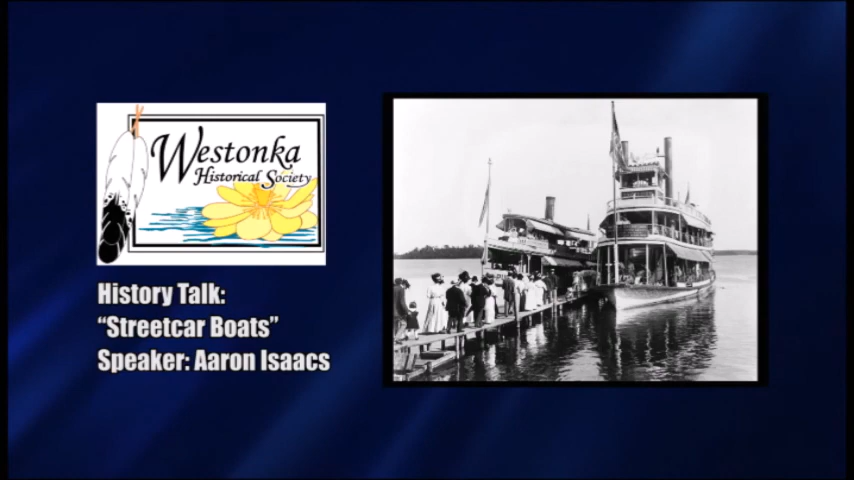 Westonka
Historical Society
History Talk:
“Streetcar Boats”
Speaker: Aaron Isaacs